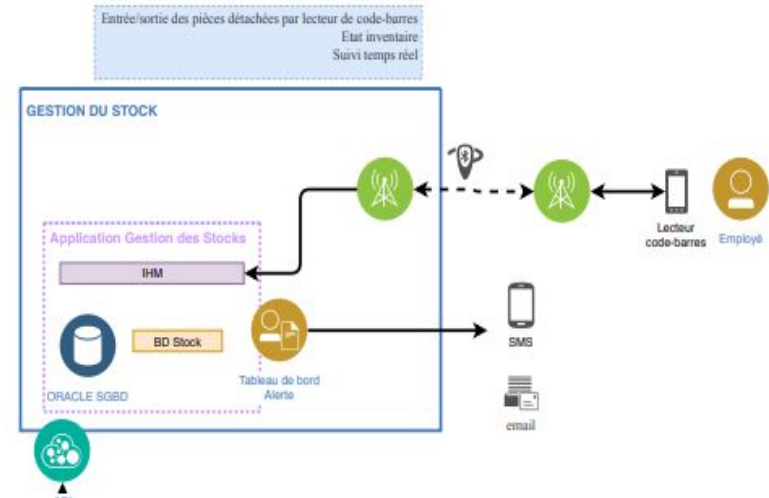 Entrée/sortie des pièces détachées par lecteur de code-barres
Etat inventaire
Suivi temps réel
GESTION DU STOCK
Application Gestion des Stocks
IHM
BD Stock
ORACLE SGBD
Tableau de bord
Alerte
Lecteur
code-barres
Employé
SMS
email